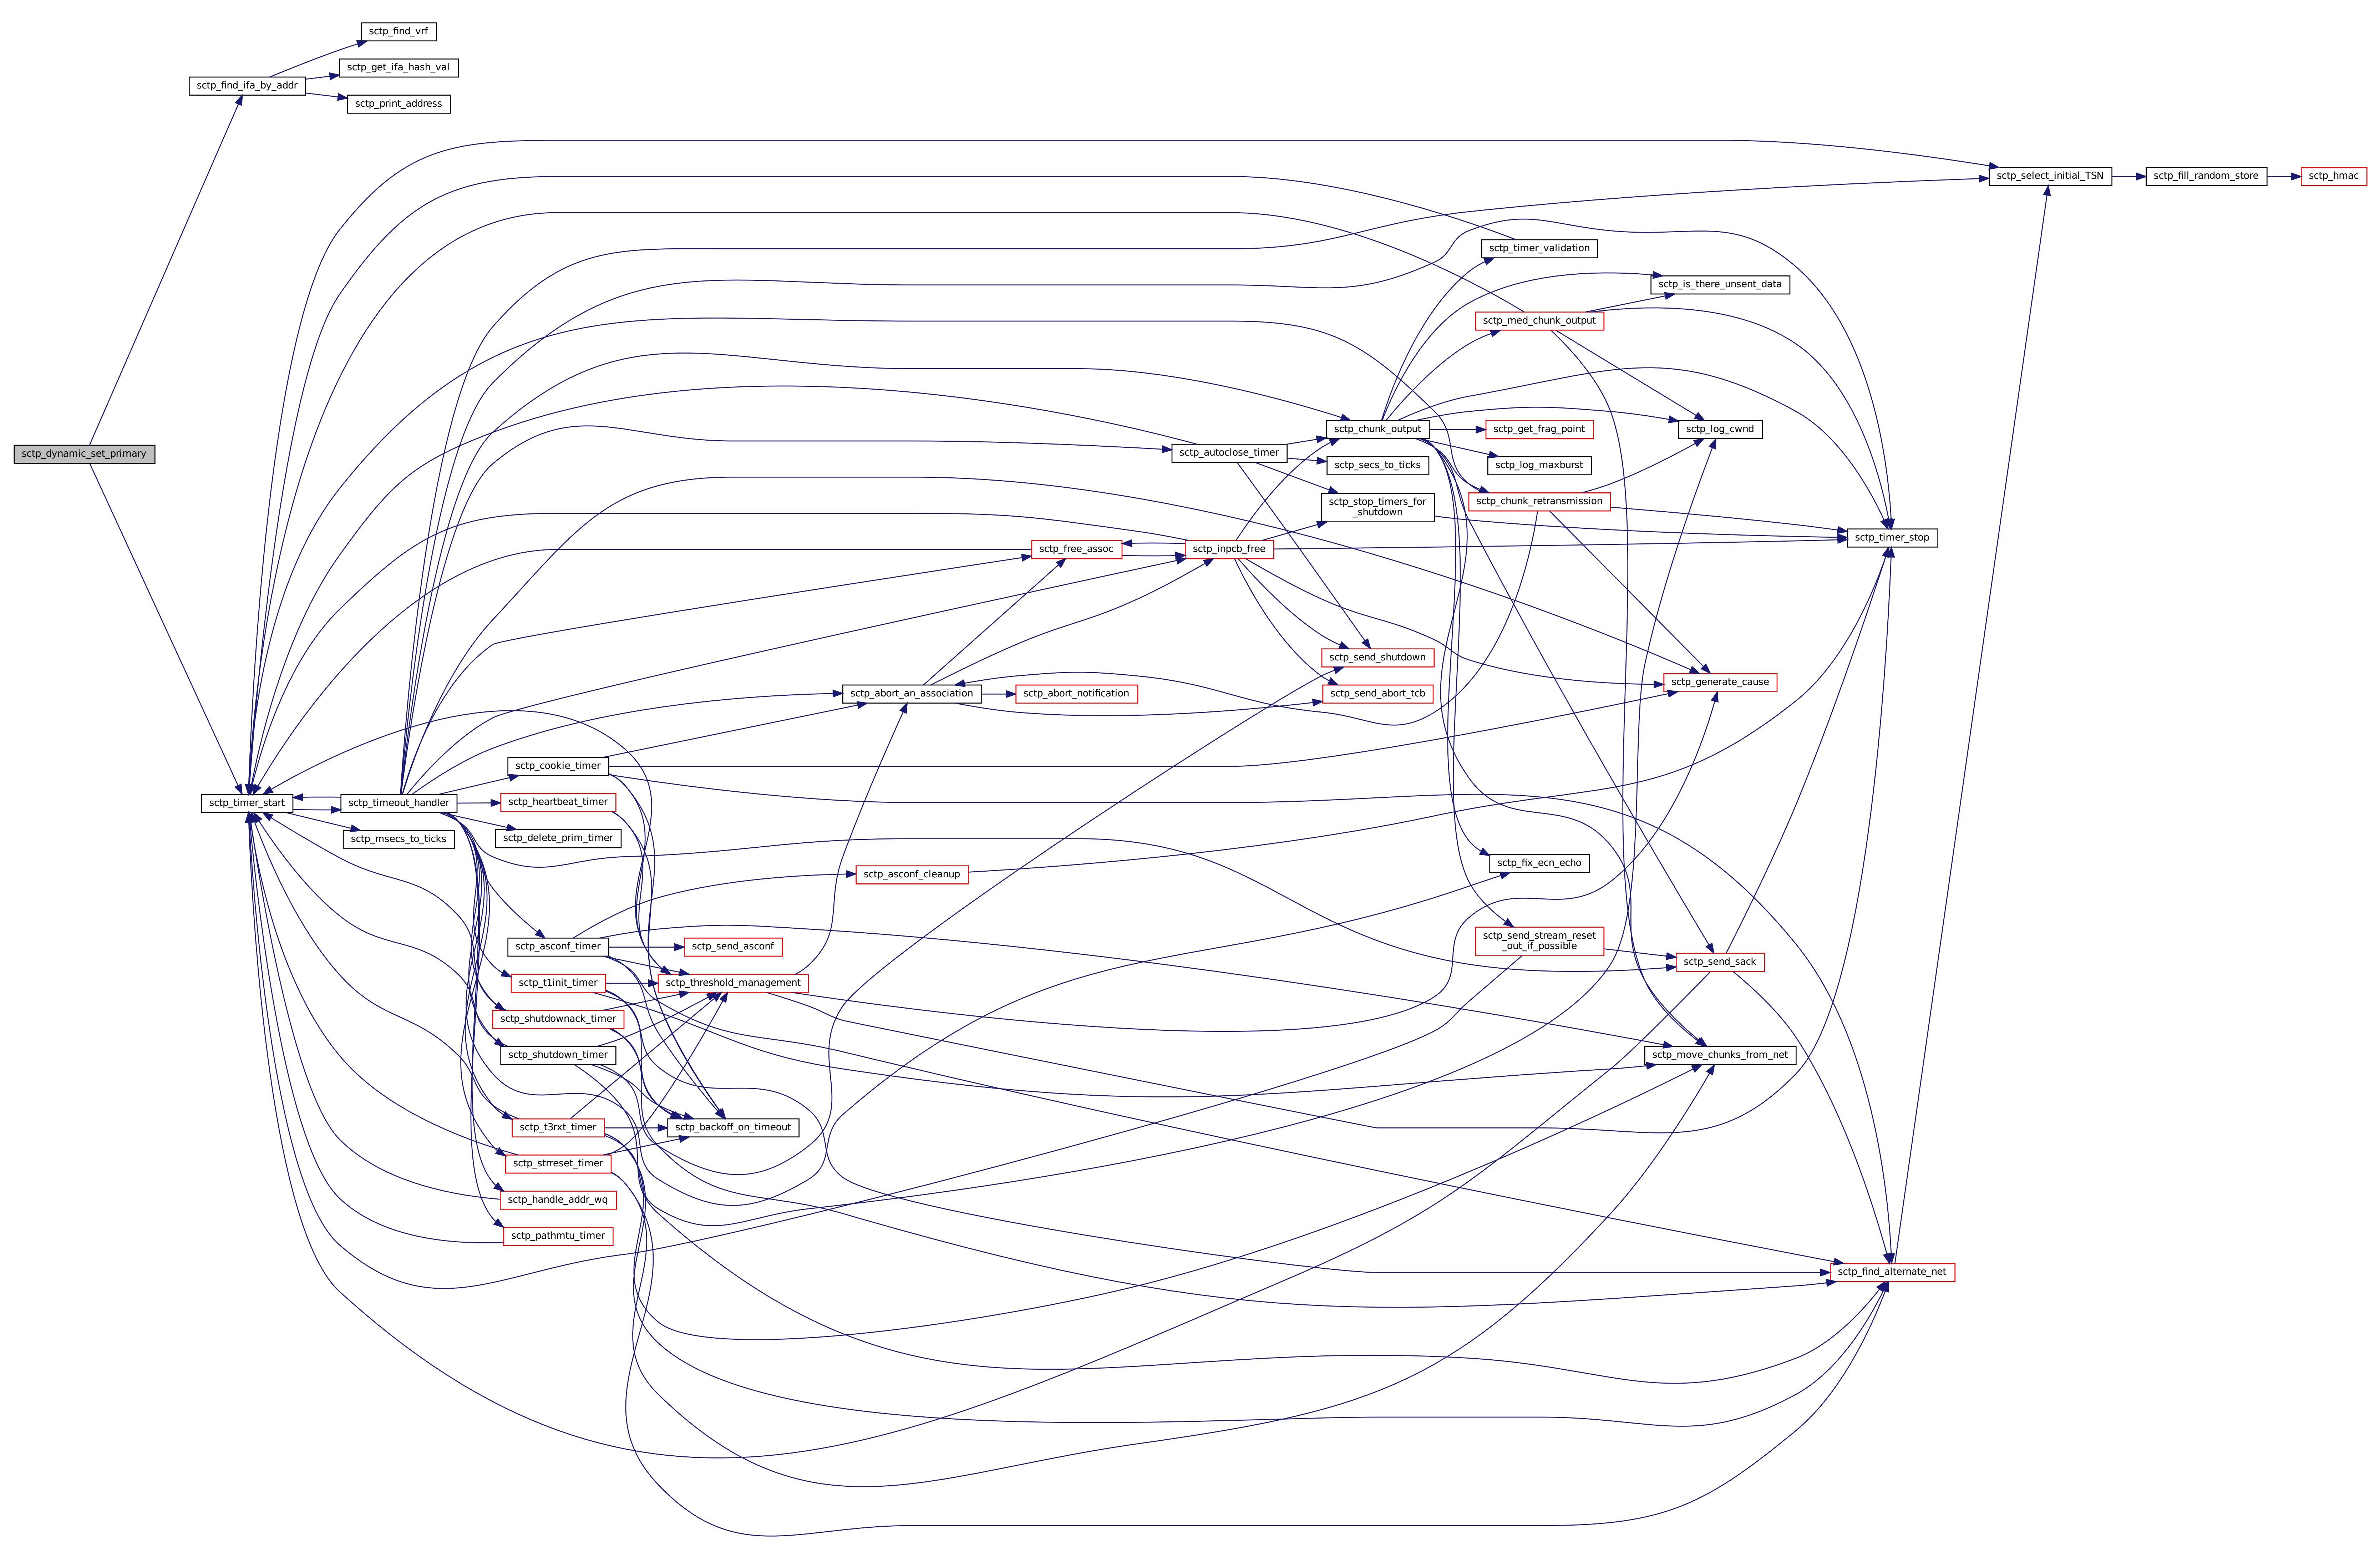 sctp_find_vrf
sctp_get_ifa_hash_val
sctp_find_ifa_by_addr
sctp_print_address
sctp_select_initial_TSN
sctp_fill_random_store
sctp_hmac
sctp_timer_validation
sctp_is_there_unsent_data
sctp_med_chunk_output
sctp_chunk_output
sctp_get_frag_point
sctp_log_cwnd
sctp_dynamic_set_primary
sctp_autoclose_timer
sctp_secs_to_ticks
sctp_log_maxburst
sctp_stop_timers_for
_shutdown
sctp_chunk_retransmission
sctp_timer_stop
sctp_free_assoc
sctp_inpcb_free
sctp_send_shutdown
sctp_abort_an_association
sctp_abort_notification
sctp_send_abort_tcb
sctp_generate_cause
sctp_cookie_timer
sctp_timer_start
sctp_timeout_handler
sctp_heartbeat_timer
sctp_msecs_to_ticks
sctp_delete_prim_timer
sctp_asconf_cleanup
sctp_fix_ecn_echo
sctp_asconf_timer
sctp_send_asconf
sctp_send_stream_reset
_out_if_possible
sctp_send_sack
sctp_t1init_timer
sctp_threshold_management
sctp_shutdownack_timer
sctp_shutdown_timer
sctp_move_chunks_from_net
sctp_t3rxt_timer
sctp_backoff_on_timeout
sctp_strreset_timer
sctp_handle_addr_wq
sctp_pathmtu_timer
sctp_find_alternate_net